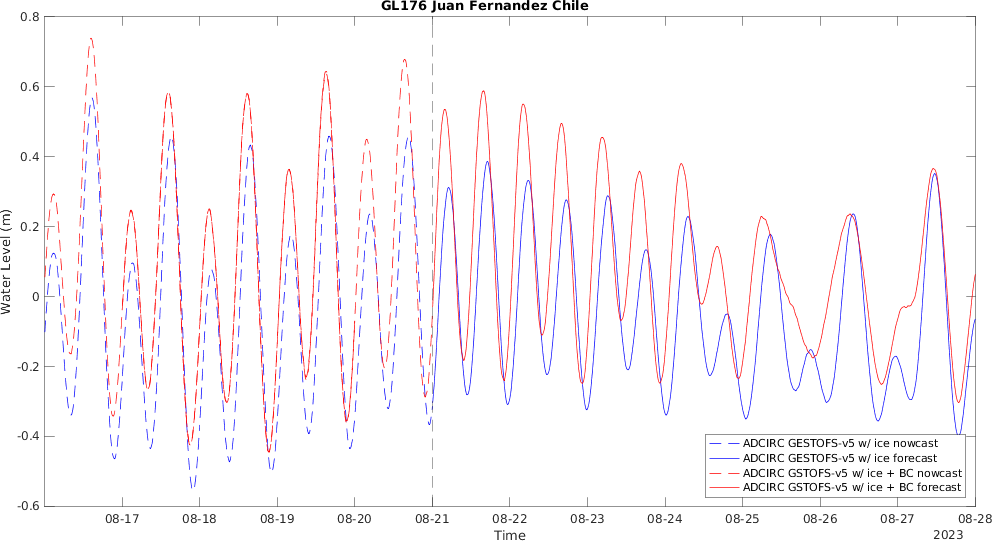 GL176 Juan Fernandez Chile
0.8
0.6
0.4
0.2
0
-0.2
-0.4
-0.6
Water Level (m)
ADCIRC GESTOFS-v5 w/ ice nowcast
ADCIRC GESTOFS-v5 w/ ice forecast
ADCIRC GSTOFS-v5 w/ ice + BC nowcast
ADCIRC GSTOFS-v5 w/ ice + BC forecast
08-17 08-18 08-19 08-20 08-21 08-22 08-23 08-24 08-25 08-26 08-27 08-28
Time
2023